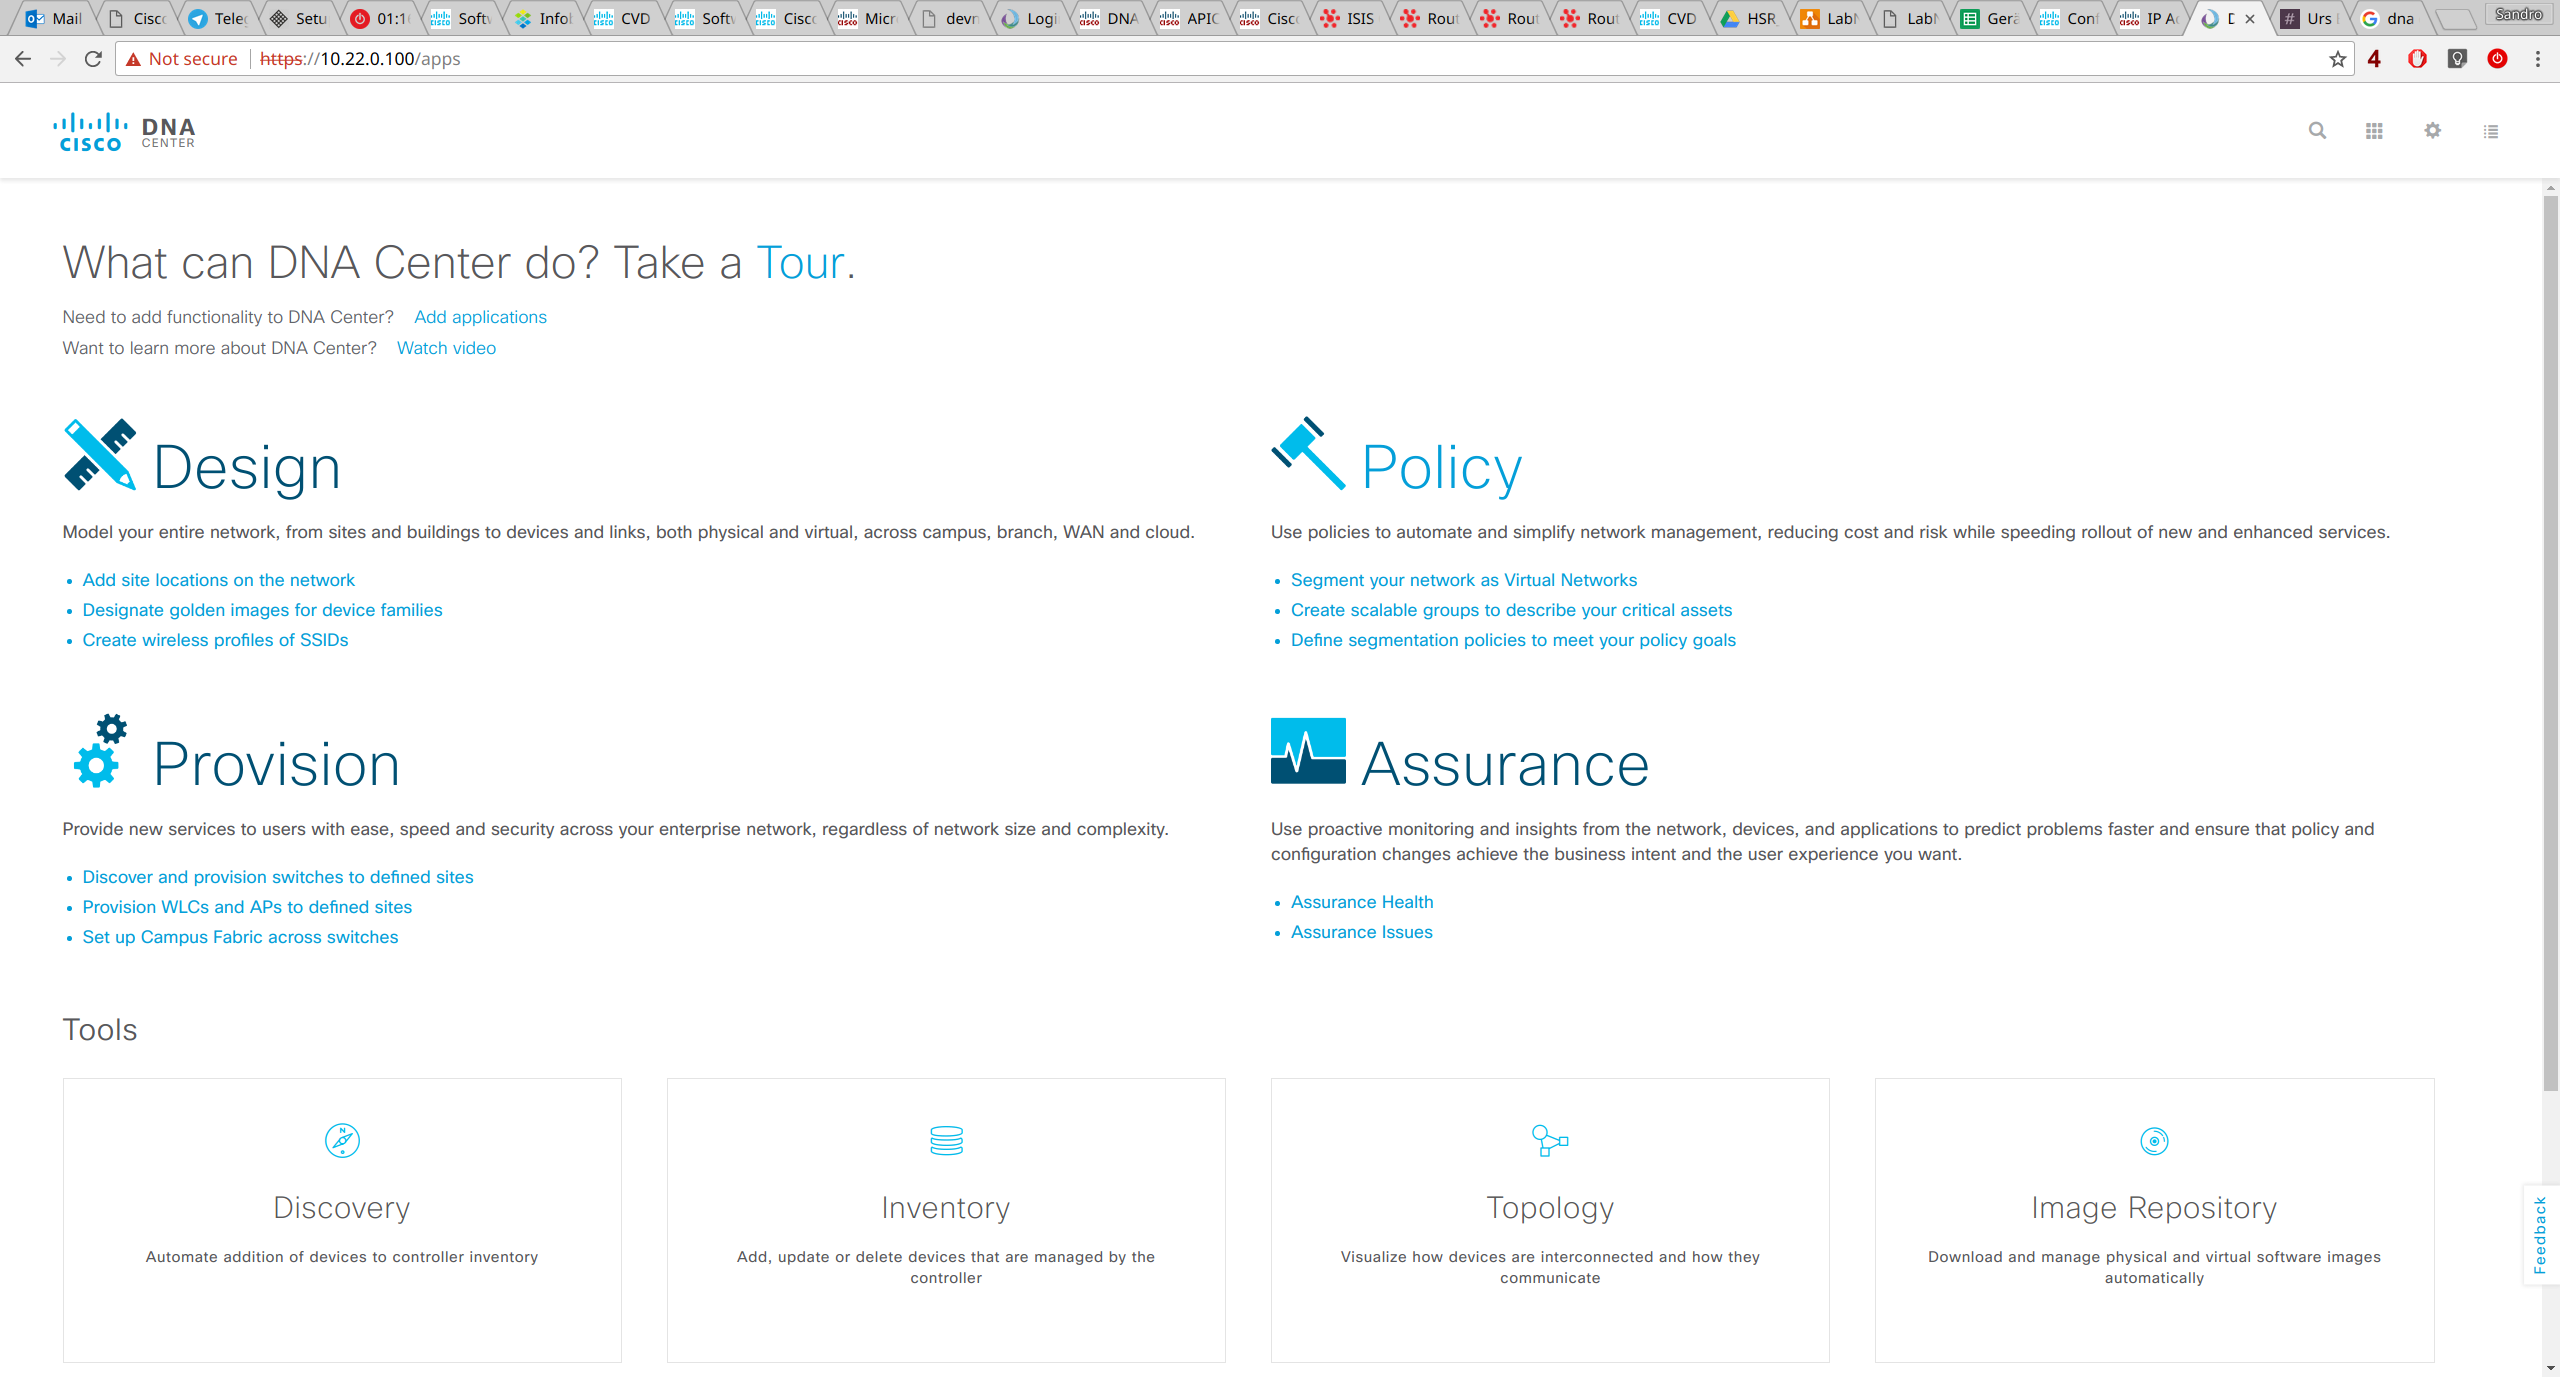 Mail
Cisc
Teleg
Setu
01:1
Soft
Info
CVD
Soft
Cisc
Micr
devn
Logi
DNA
APIC
Cisc
ISIS
Rout
Rout
Rout
CVD
HSR
Lab
Lab
Gerä
Conf
IP A
D
Urs
dna
Sandro
Not secure
https://10.22.0.100/apps
4
CISCO
DNA
CENTER
What can DNA Center do? Take a Tour.
Need to add functionality to DNA Center? Add applications
Want to learn more about DNA Center? Watch video
Design
Model your entire network, from sites and buildings to devices and links, both physical and virtual, across campus, branch, WAN and cloud.
Add site locations on the network
Designate golden images for device families
Create wireless profiles of SSIDs
Policy
Use policies to automate and simplify network management, reducing cost and risk while speeding rollout of new and enhanced services.
Segment your network as Virtual Networks
Create scalable groups to describe your critical assets
Define segmentation policies to meet your policy goals
Provision
Provide new services to users with ease, speed and security across your enterprise network, regardless of network size and complexity.
Discover and provision switches to defined sites
Provision WLCs and APs to defined sites
Set up Campus Fabric across switches
Assurance
Use proactive monitoring and insights from the network, devices, and applications to predict problems faster and ensure that policy and
configuration changes achieve the business intent and the user experience you want.
Assurance Health
Assurance Issues
Tools
Discovery
Automate addition of devices to controller inventory
Inventory
Add, update or delete devices that are managed by the
controller
Topology
Visualize how devices are interconnected and how they
communicate
Image Repository
Download and manage physical and virtual software images
automatically
Feedback